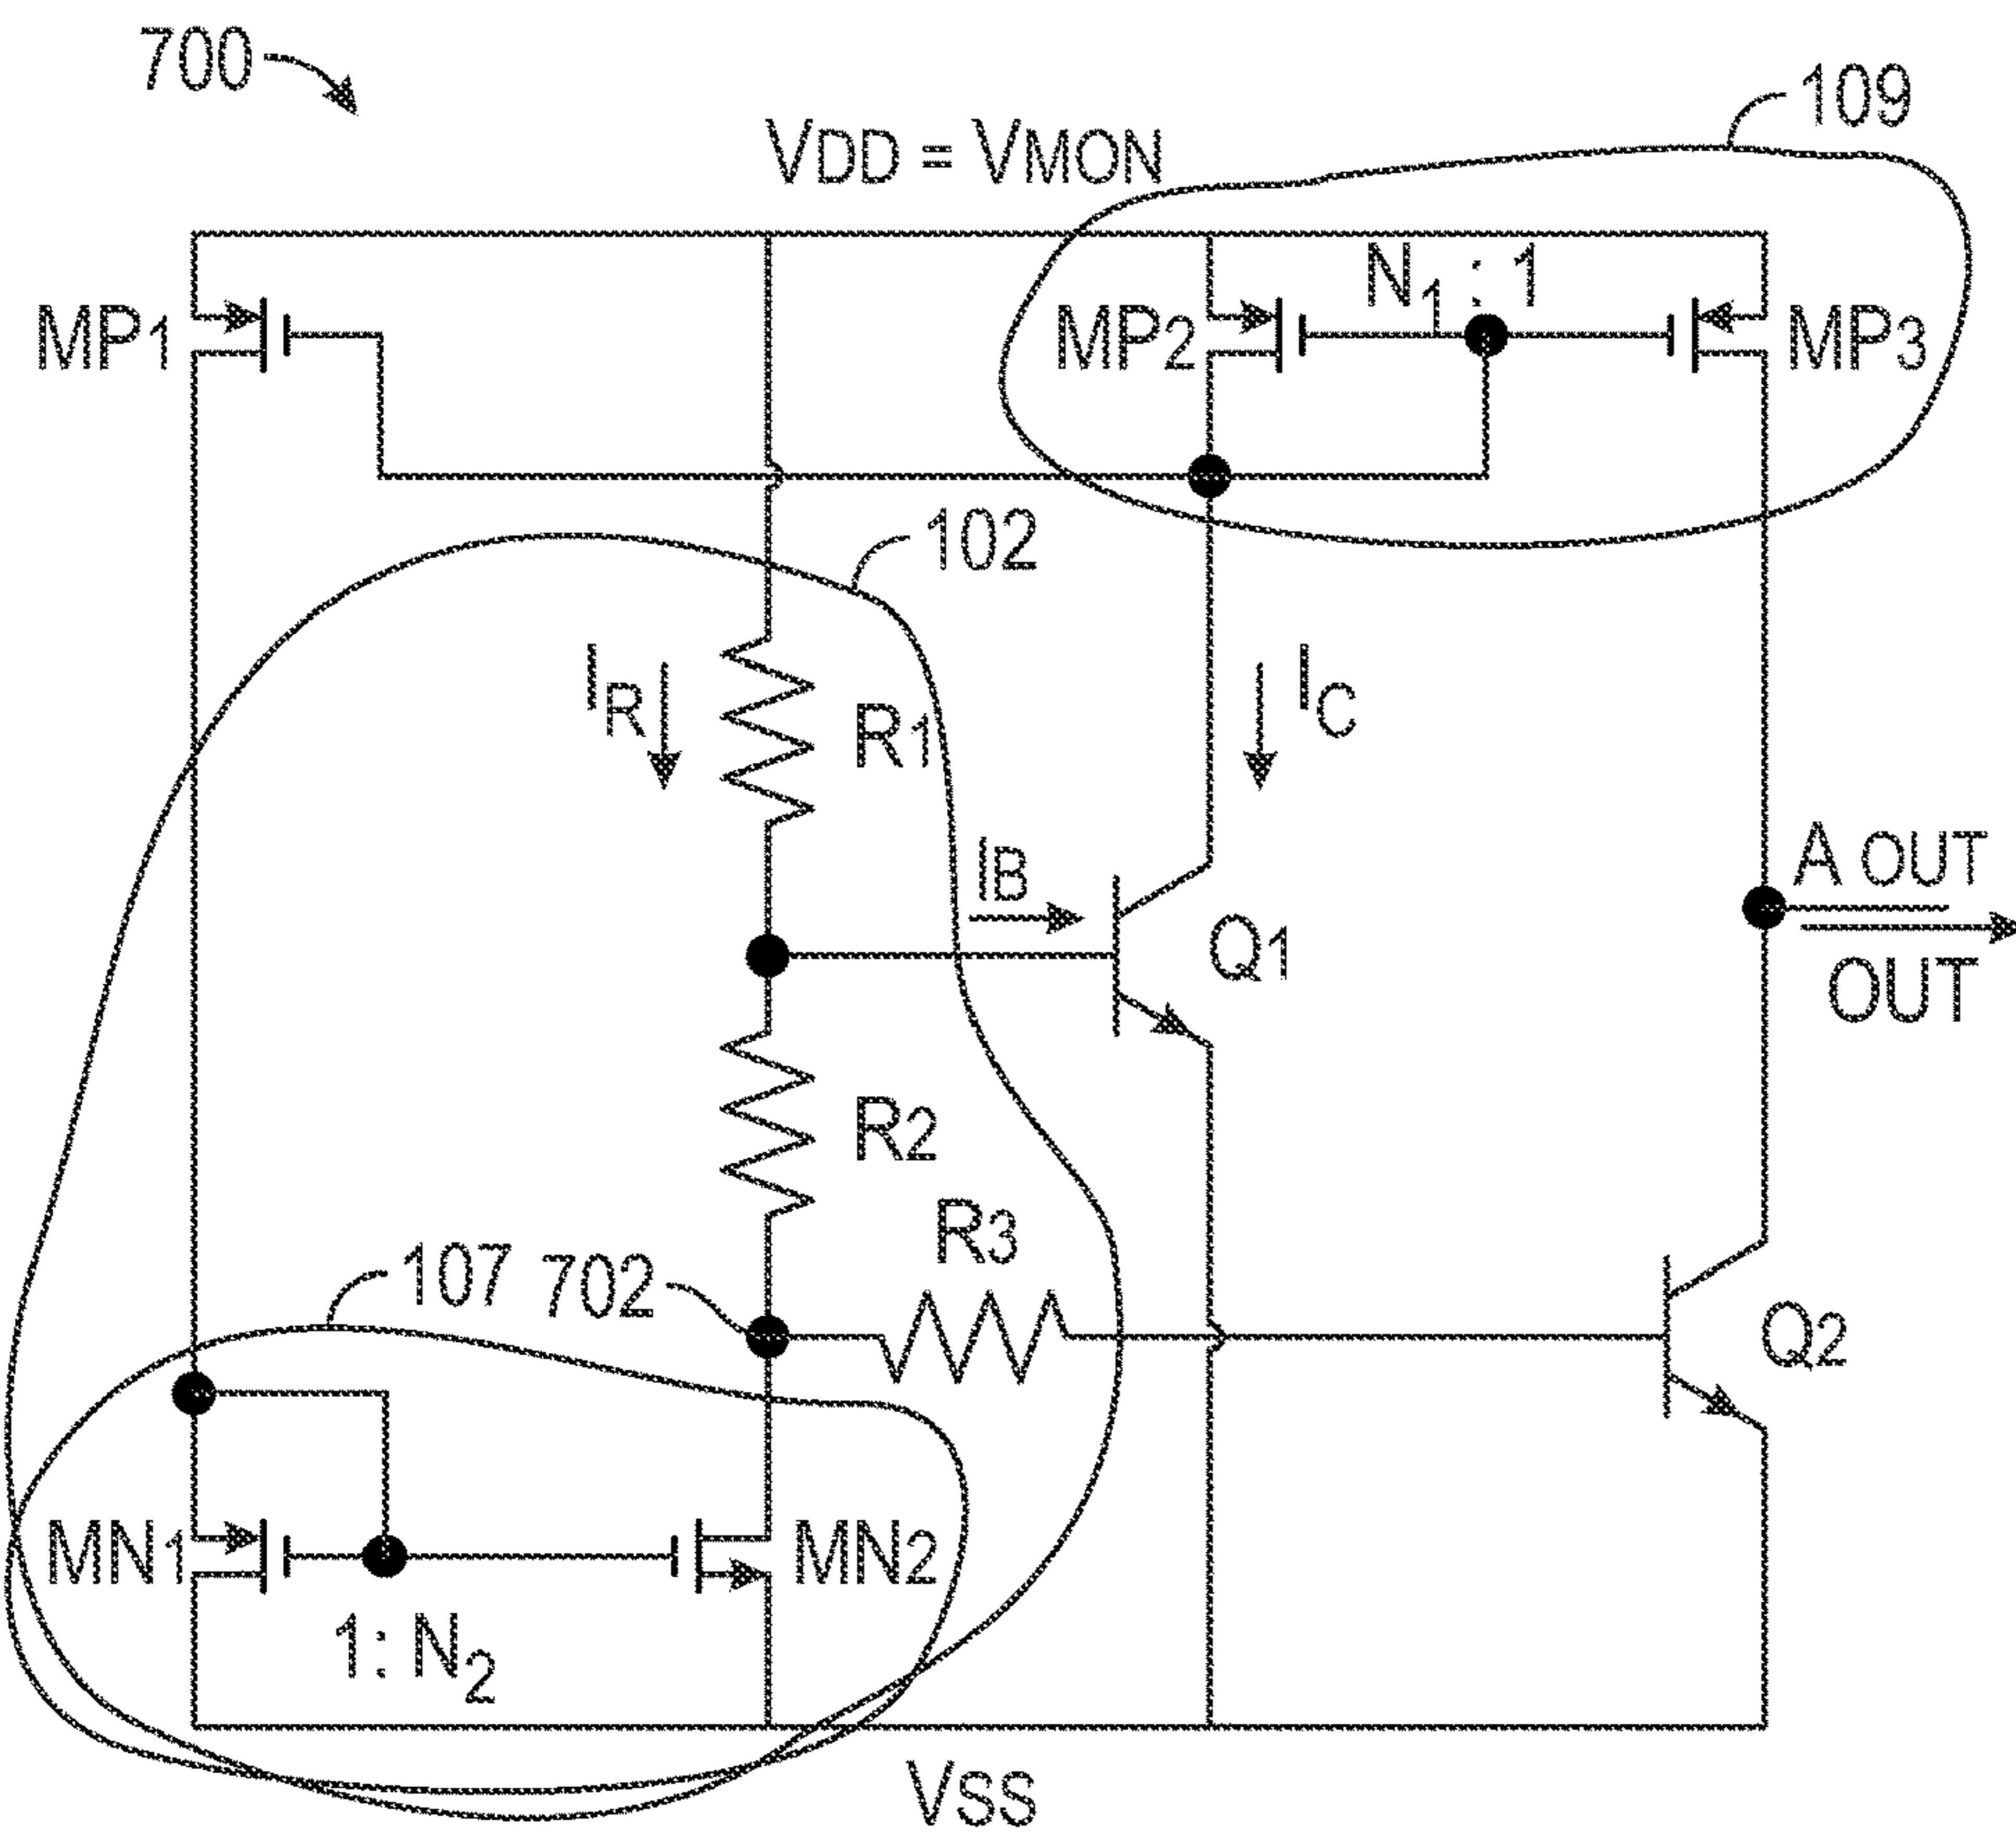 700
109
VDD = VMON
N1 : 1
MP1
MP2
MP3
102
IR
R1
IC
IB
A OUT
Q1
OUT
R2
R3
107
702
Q2
MN1
MN2
1: N2
VSS